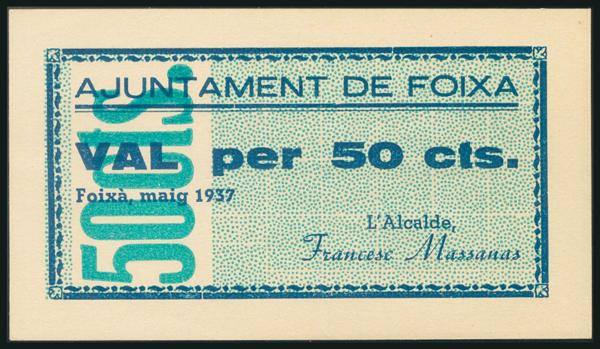 AJUNTAMENT DE FOIXA
VAL per 50 cts.
Foixà, maig 1937
L'Alcalde,
Francesc Massanas
50 cts.